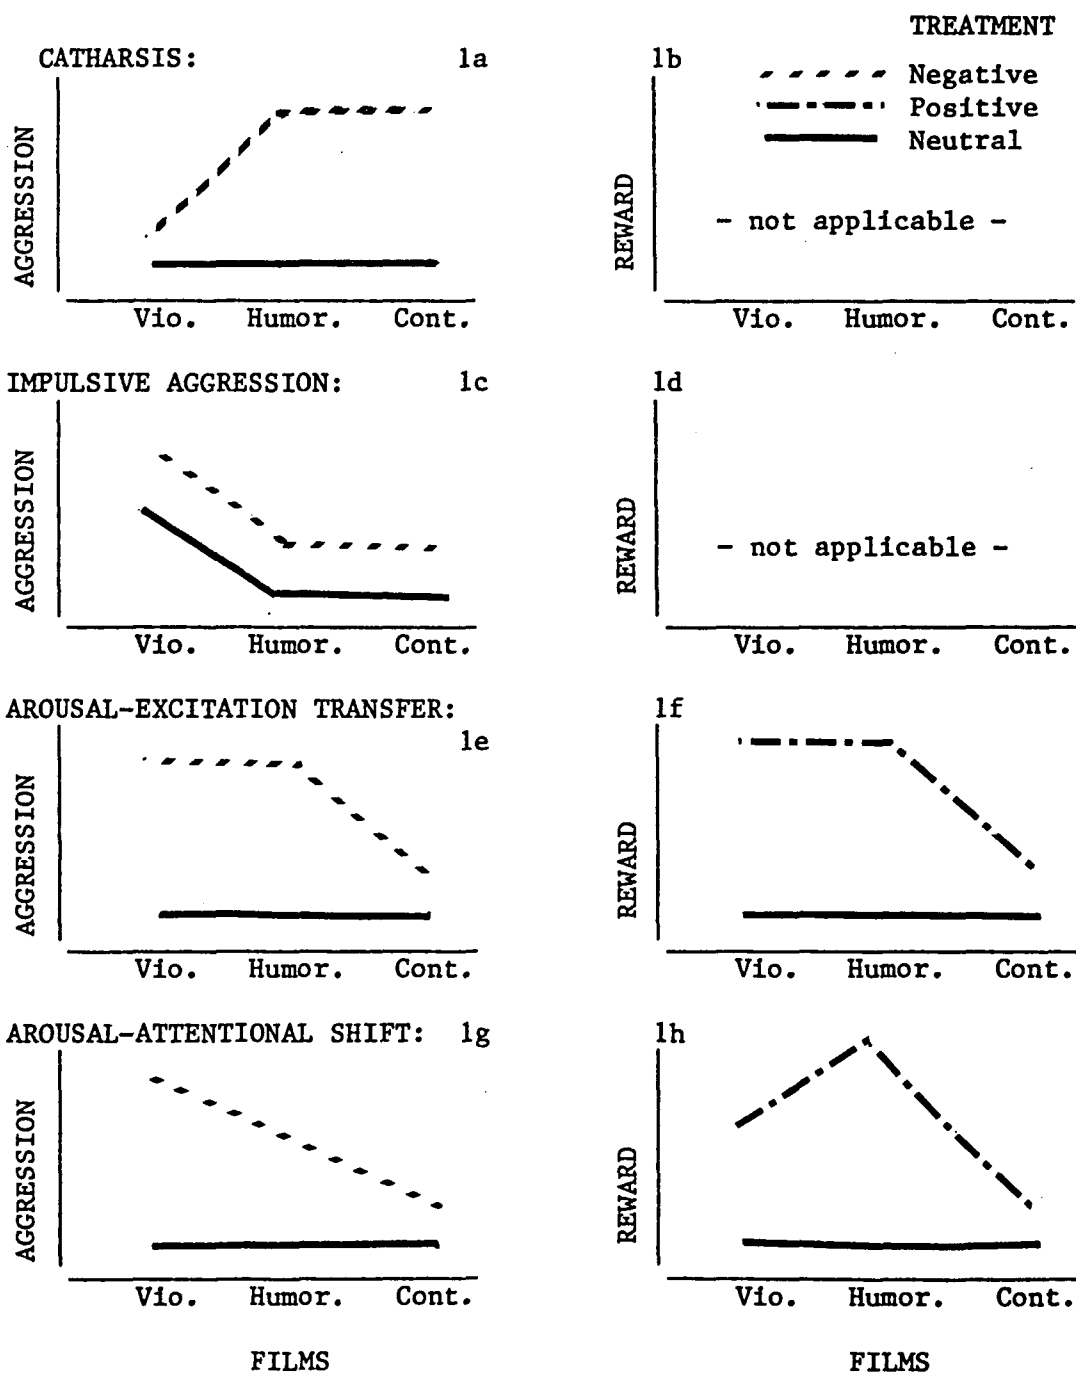 TREATMENT
CATHARSIS: 1a
1b
Negative
Positive
Neutral
AGGRESSION
REWARD
- not applicable -
Vio. Humor. Cont.
Vio. Humor. Cont.
IMPULSIVE AGGRESSION: 1c
1d
AGGRESSION
REWARD
- not applicable -
Vio. Humor. Cont.
Vio. Humor. Cont.
AROUSAL-EXCITATION TRANSFER:
1e
1f
AGGRESSION
REWARD
Vio. Humor. Cont.
Vio. Humor. Cont.
AROUSAL-ATTENTIONAL SHIFT: 1g
1h
AGGRESSION
REWARD
Vio. Humor. Cont.
Vio. Humor. Cont.
FILMS
FILMS